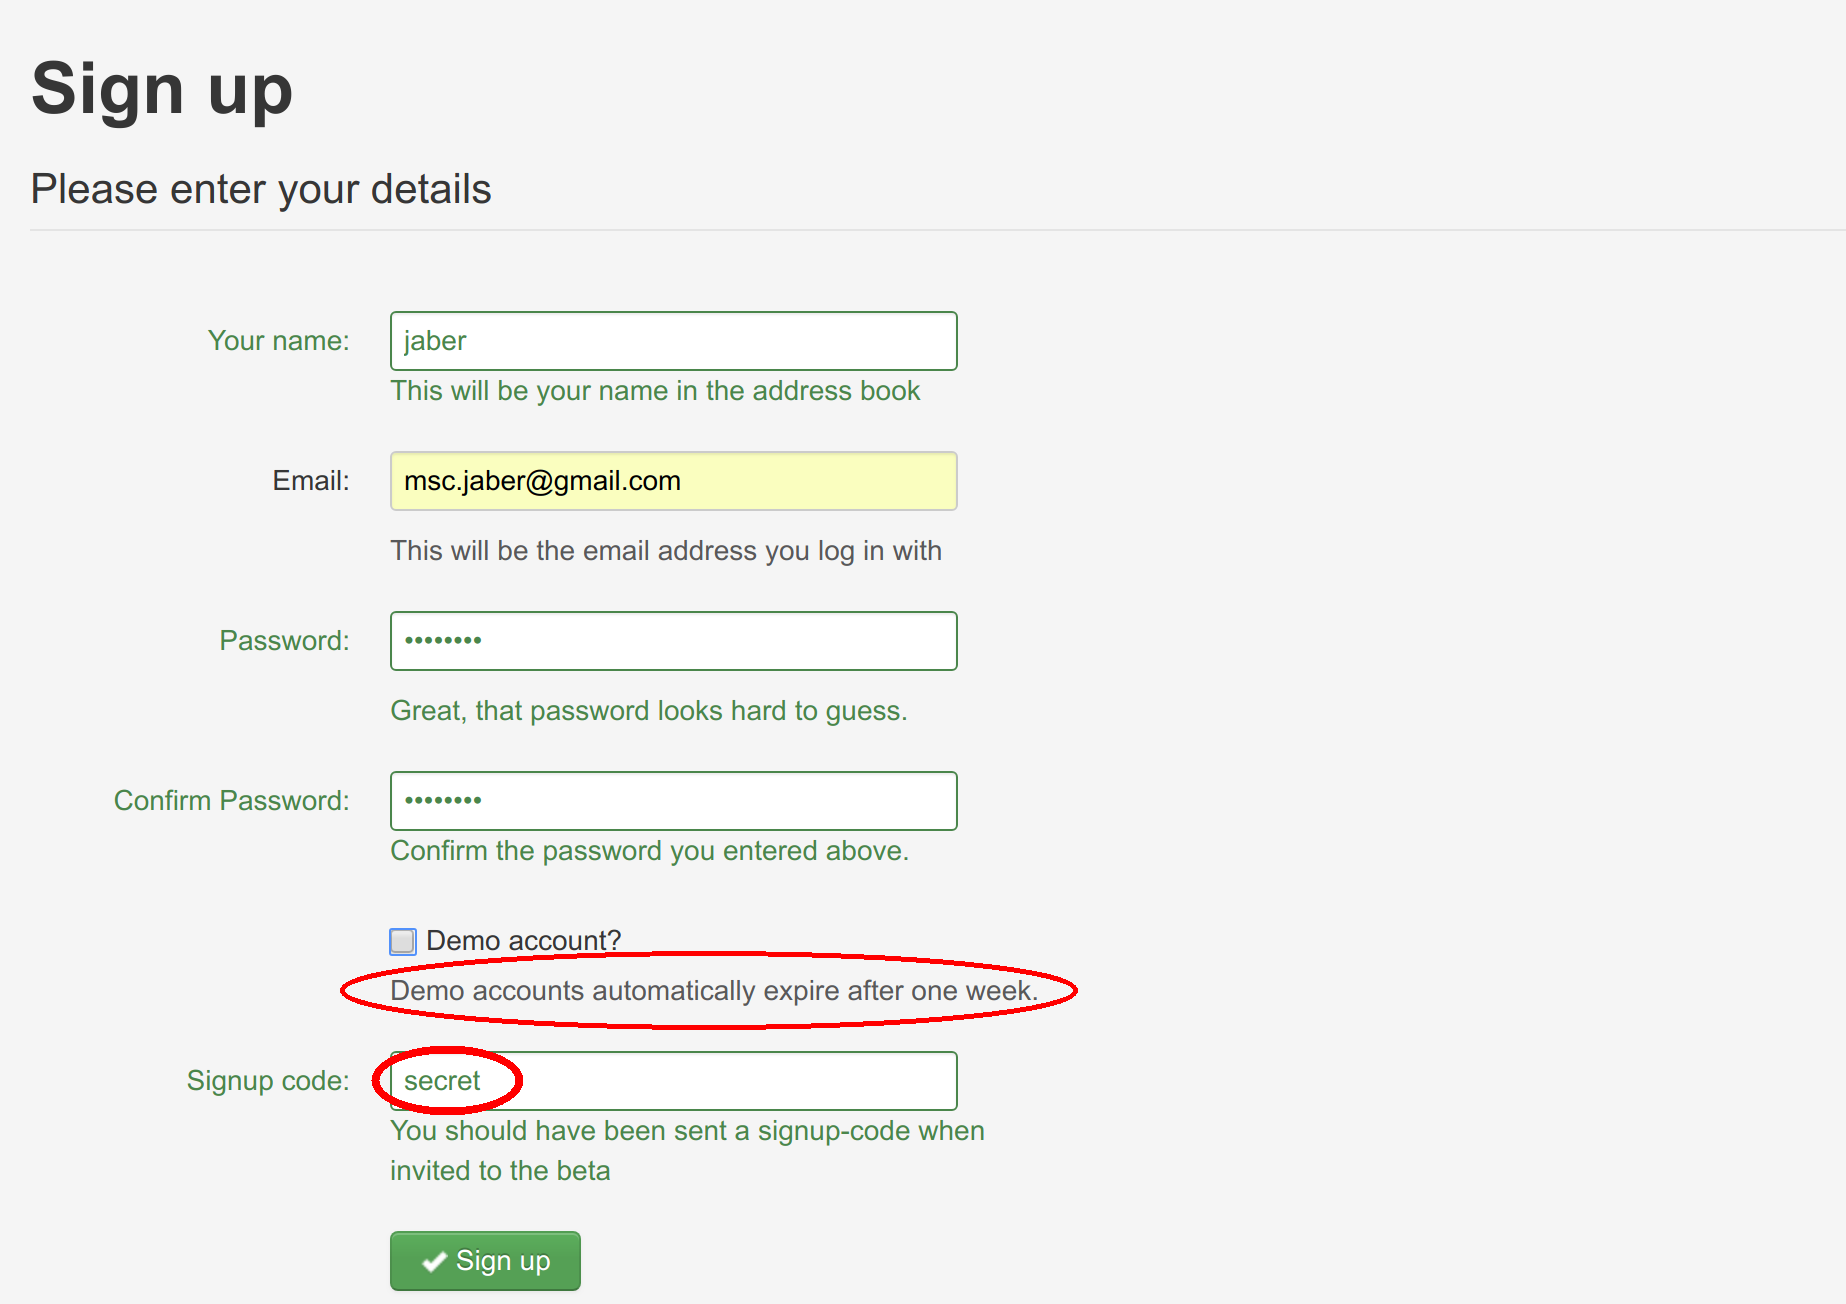 Sign up
Please enter your details
Your name: jaber
This will be your name in the address book
Email: msc.jaber@gmail.com
This will be the email address you log in with
Password: ••••••••
Great, that password looks hard to guess.
Confirm Password: ••••••••
Confirm the password you entered above.
Demo account?
Demo accounts automatically expire after one week.
Signup code: secret
You should have been sent a signup-code when
invited to the beta
Sign up